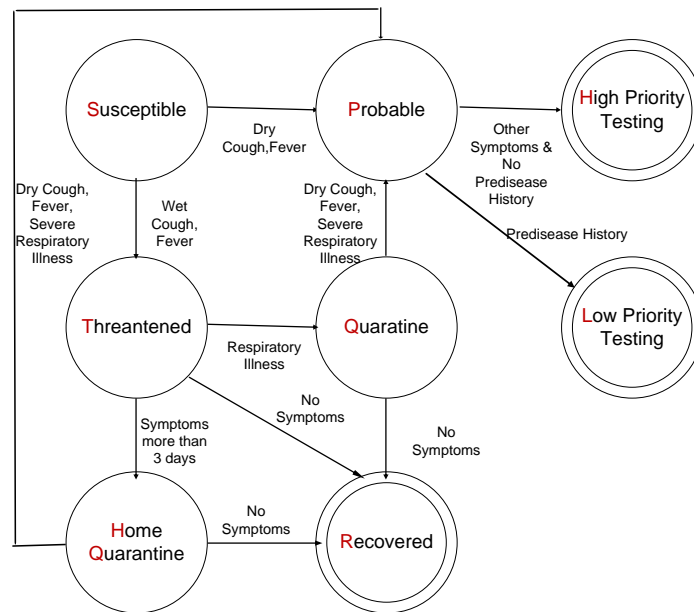 Susceptible
Probable
High Priority
Testing
Dry
Cough,Fever
Other
Symptoms &
No
Predisease
History
Dry Cough,
Fever,
Severe
Respiratory
Illness
Wet
Cough,
Fever
Dry Cough,
Fever,
Severe
Respiratory
Illness
Predisease History
Threantened
Quaratine
Low Priority
Testing
Respiratory
Illness
No
Symptoms
Symptoms
more than
3 days
No
Symptoms
Home
Quarantine
No
Symptoms
Recovered